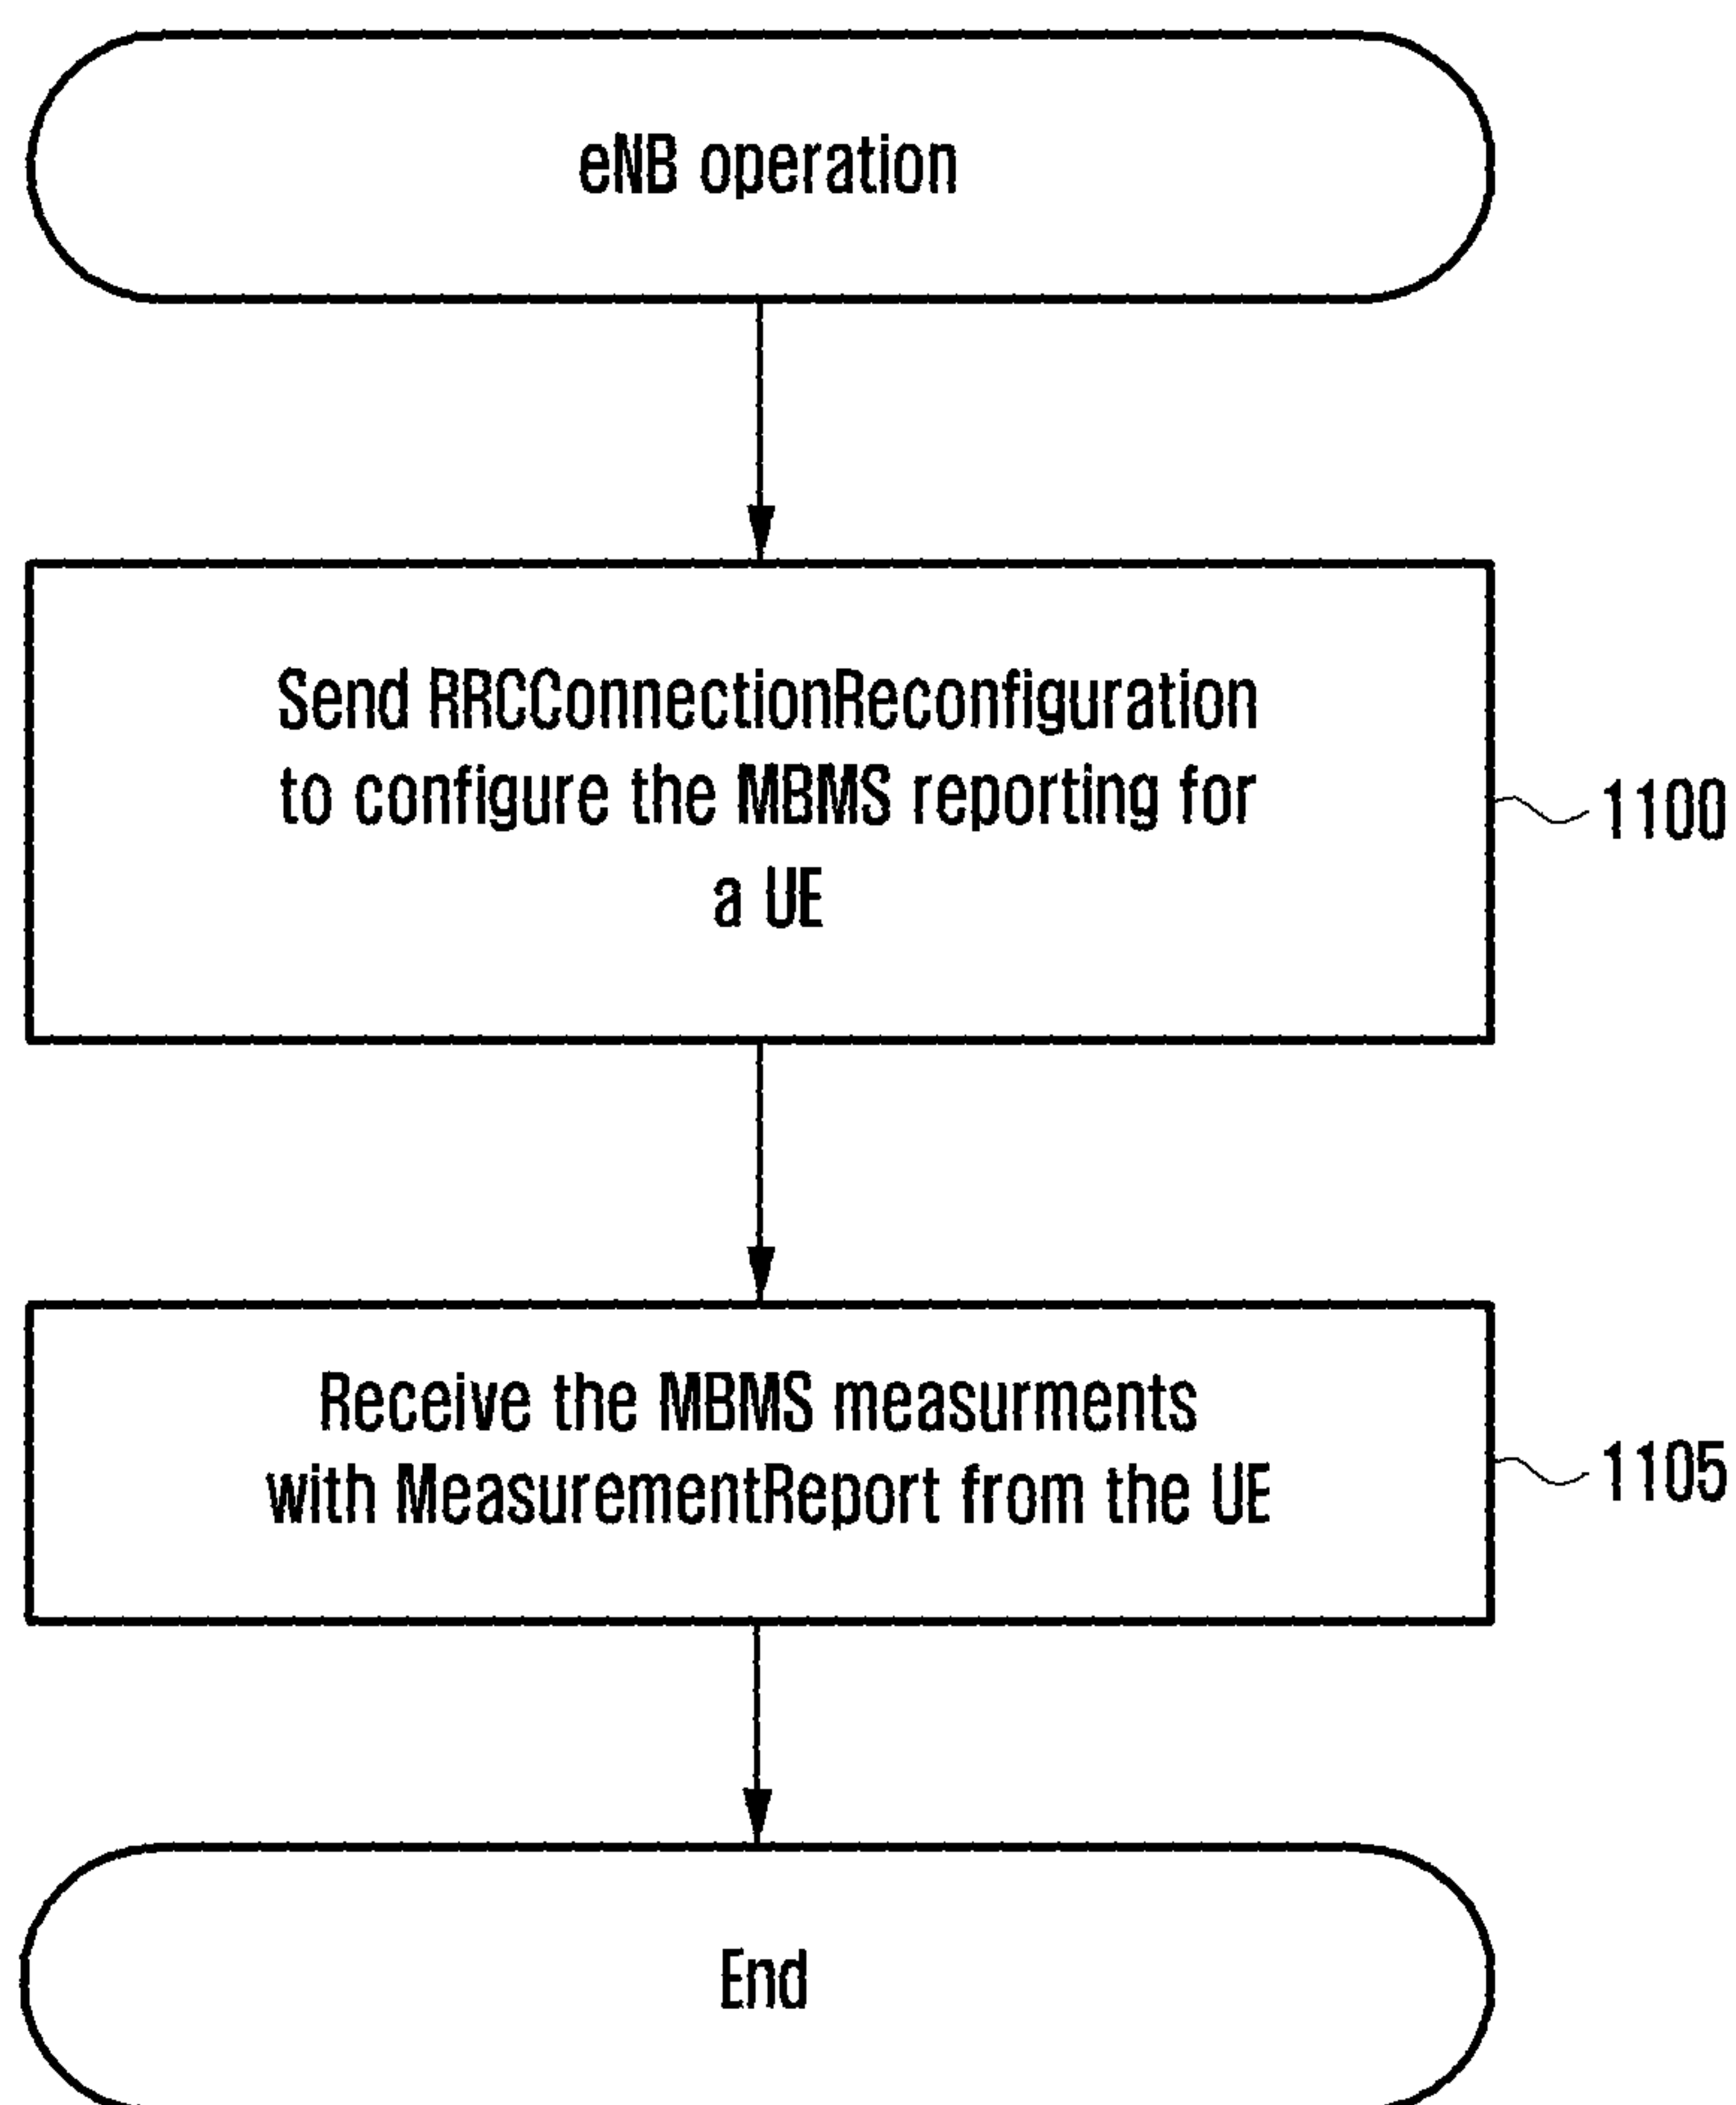 eNB operation
Send RRCConnectionReconfiguration
to configure the MBMS reporting for
a UE
1100
Receive the MBMS measurments
with MeasurementReport from the UE
1105
End